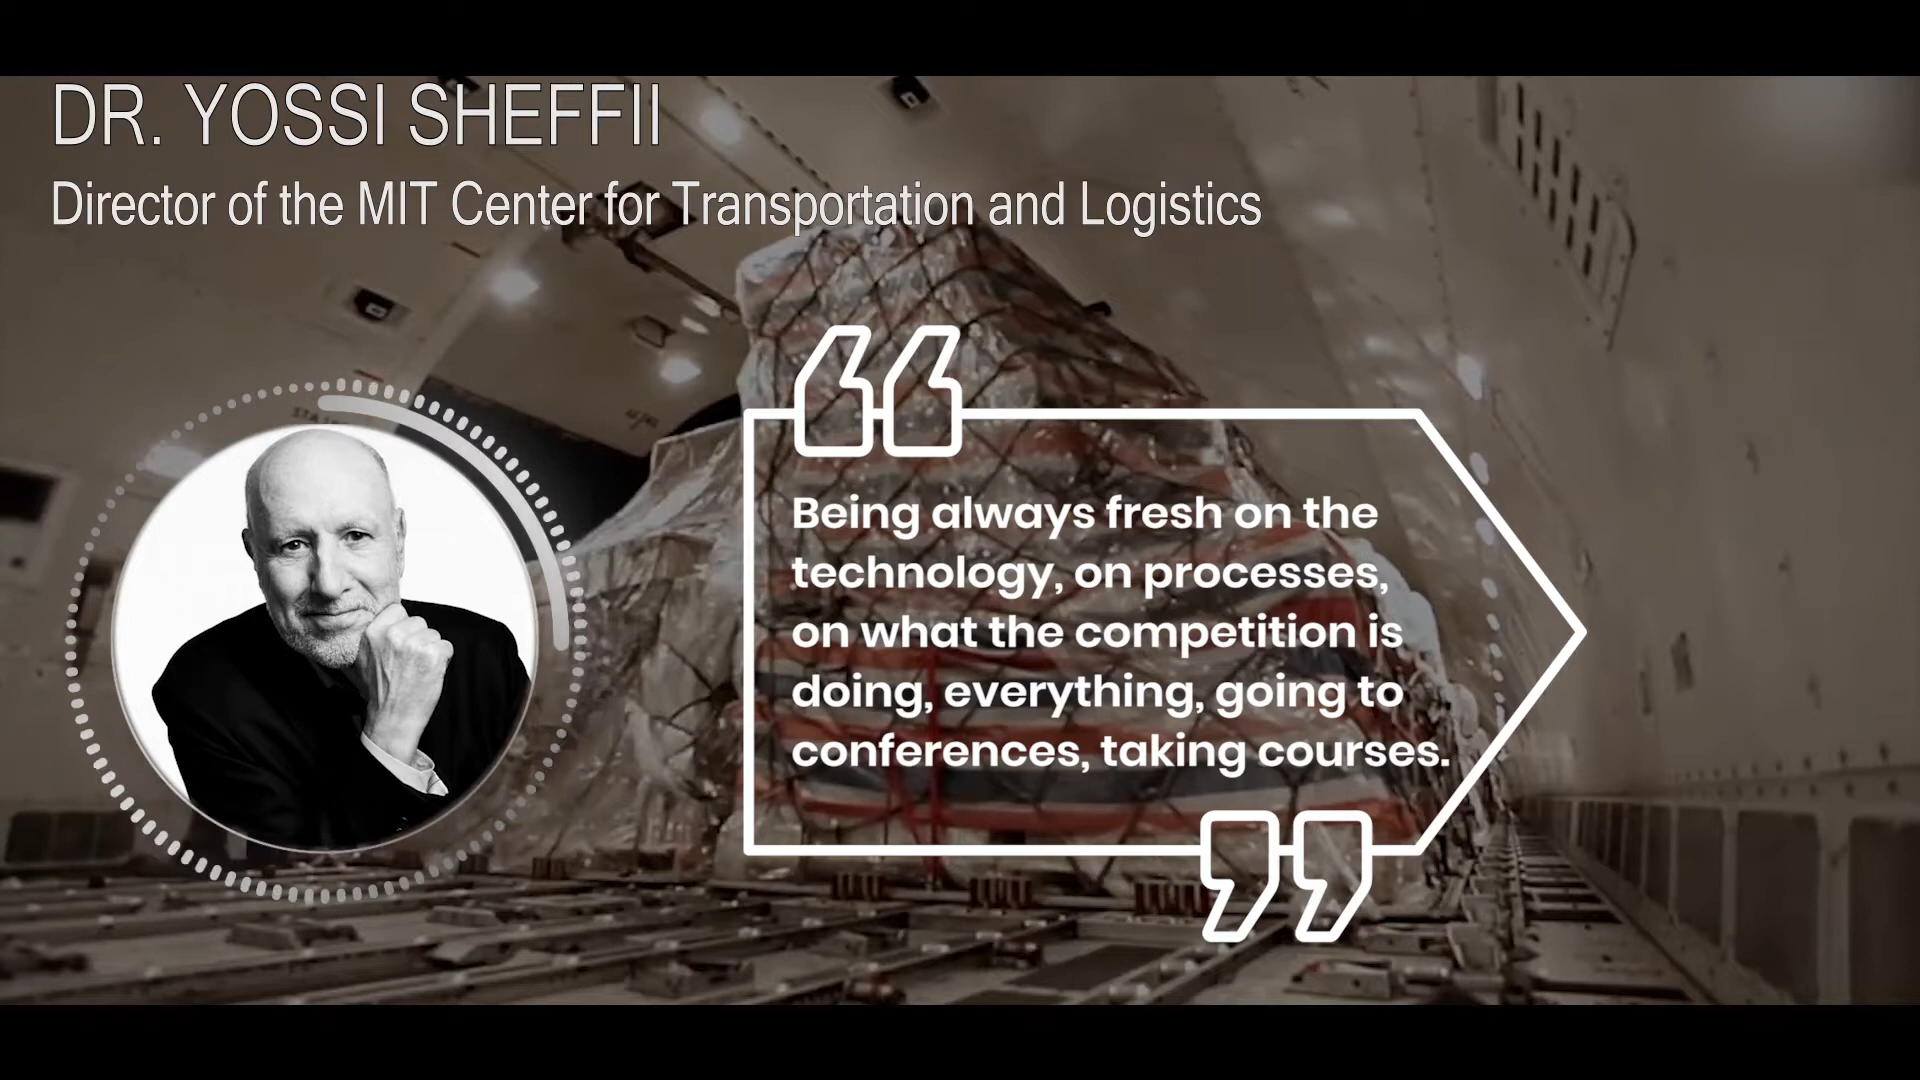 DR. YOSSI SHEFFII
Director of the MIT Center for Transportation and Logistics
Being always fresh on the
technology, on processes,
on what the competition is
doing, everything, going to
conferences, taking courses.